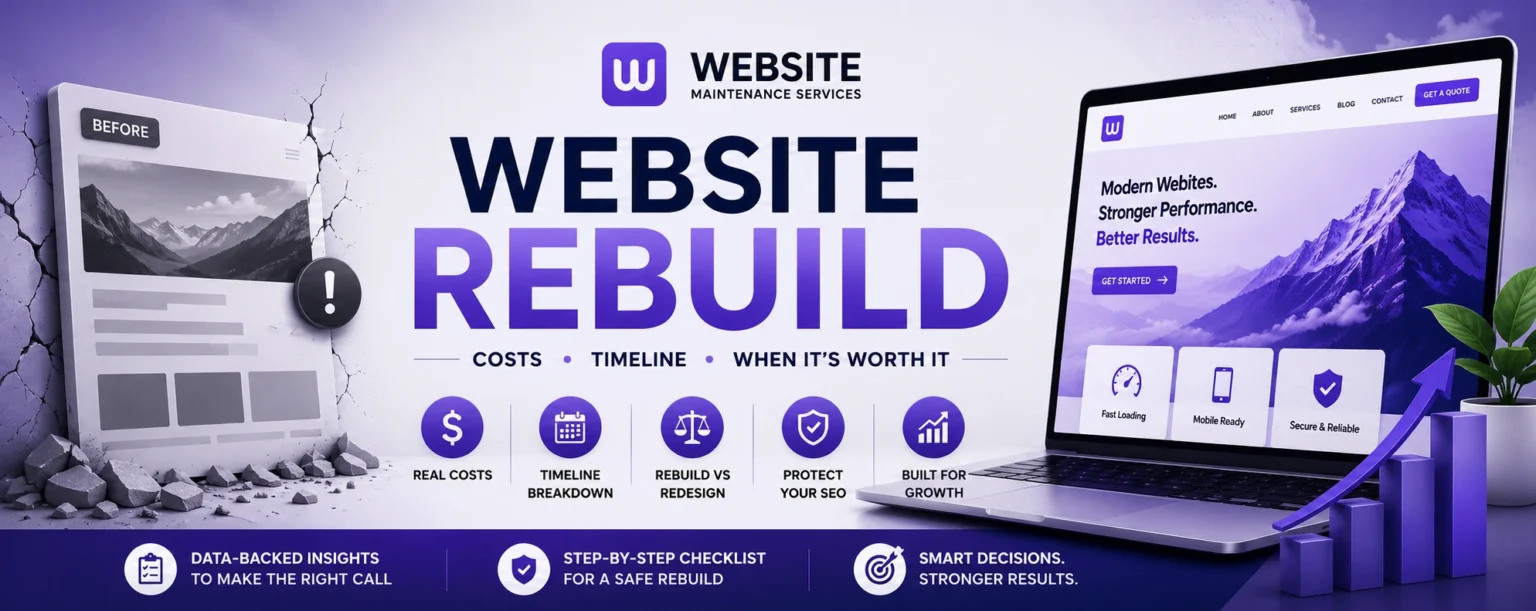 WEBSITE
MAINTENANCE SERVICES
BEFORE
WEBSITE
REBUILD
COSTS • TIMELINE • WHEN IT'S WORTH IT
REAL COSTS
TIMELINE
BREAKDOWN
REBUILD VS
REDESIGN
PROTECT
YOUR SEO
BUILT FOR
GROWTH
W
HOME ABOUT SERVICES BLOG CONTACT GET A QUOTE
Modern Webites.
Stronger Performance.
Better Results.
GET STARTED →
Fast Loading
Mobile Ready
Secure & Reliable
DATA-BACKED INSIGHTS
TO MAKE THE RIGHT CALL
STEP-BY-STEP CHECKLIST
FOR A SAFE REBUILD
SMART DECISIONS.
STRONGER RESULTS.